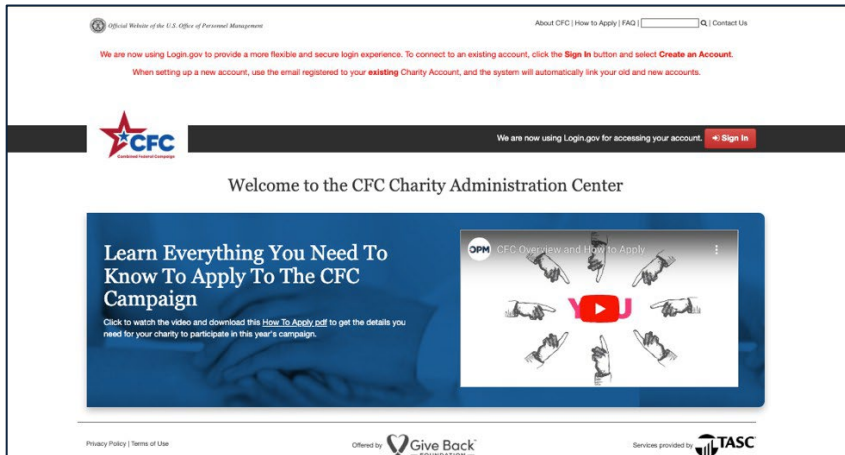 Official Website of the U.S. Office of Personnel Management
About CFC | How to Apply | FAQ | | Contact Us
We are now using Login.gov to provide a more flexible and secure login experience. To connect to an existing account, click the Sign In button and select Create an Account.
When setting up a new account, use the email registered to your existing Charity Account, and the system will automatically link your old and new accounts.
CFC
Combined Federal Campaign
We are now using Login.gov for accessing your account.
Sign In
Welcome to the CFC Charity Administration Center
Learn Everything You Need To
Know To Apply To The CFC
Campaign
Click to watch the video and download this How To Apply pdf to get the details you
need for your charity to participate in this year's campaign.
OPM
CFC Overview and How to Apply
YOU
Privacy Policy | Terms of Use
Offered by
Give Back
FOUNDATION
Services provided by
TASC